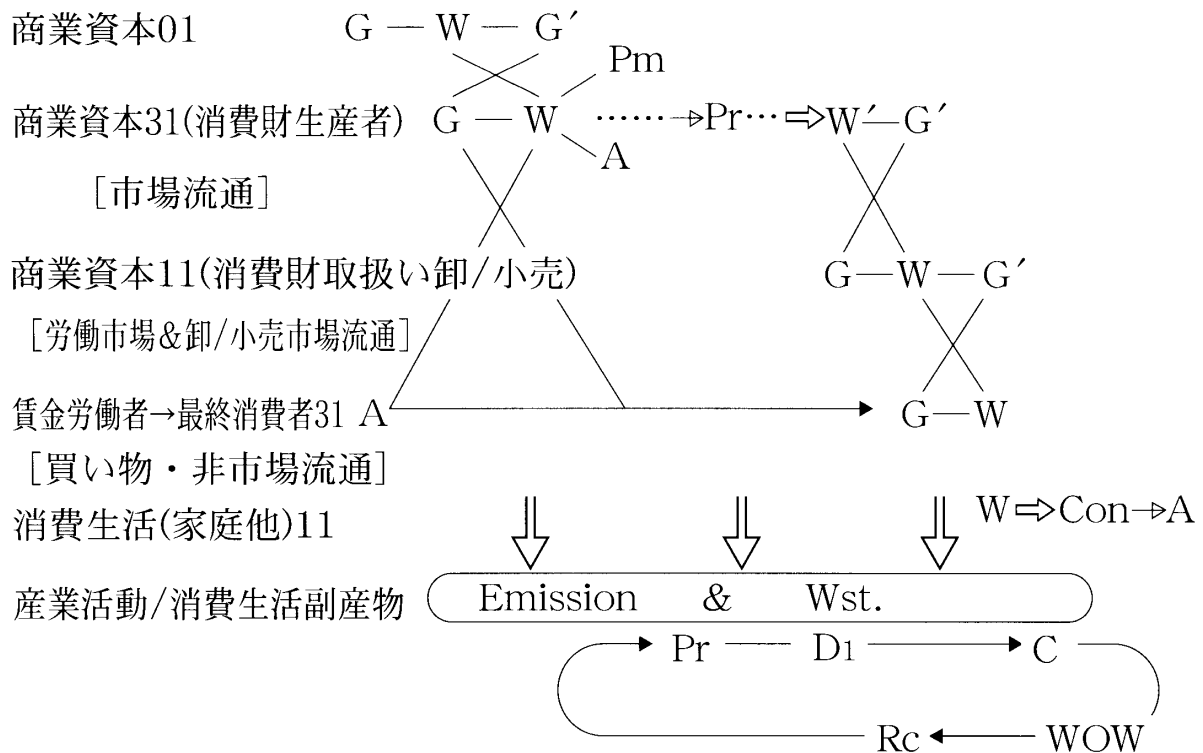 商業資本01 G — W — G′
Pm
商業資本31(消費財生産者) G — W ……→Pr… ⇨W′—G′
A
［市場流通］
商業資本11(消費財取扱い卸/小売) G—W—G′
［労働市場&卸/小売市場流通］
賃金労働者→最終消費者31 A G—W
［買い物・非市場流通］
消費生活(家庭他)11 W⇨Con→A
産業活動/消費生活副産物 Emission & Wst.
Pr — D1 → C
Rc ← WOW